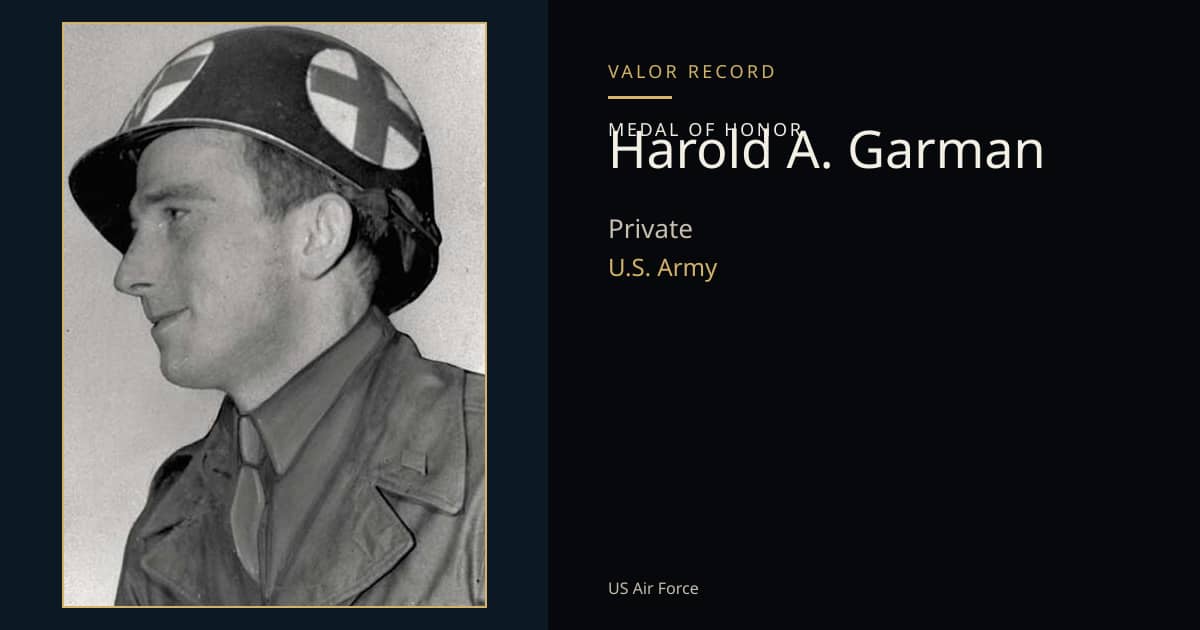 VALOR RECORD
MEDAL OF HONOR
Harold A. Garman
Private
U.S. Army
US Air Force